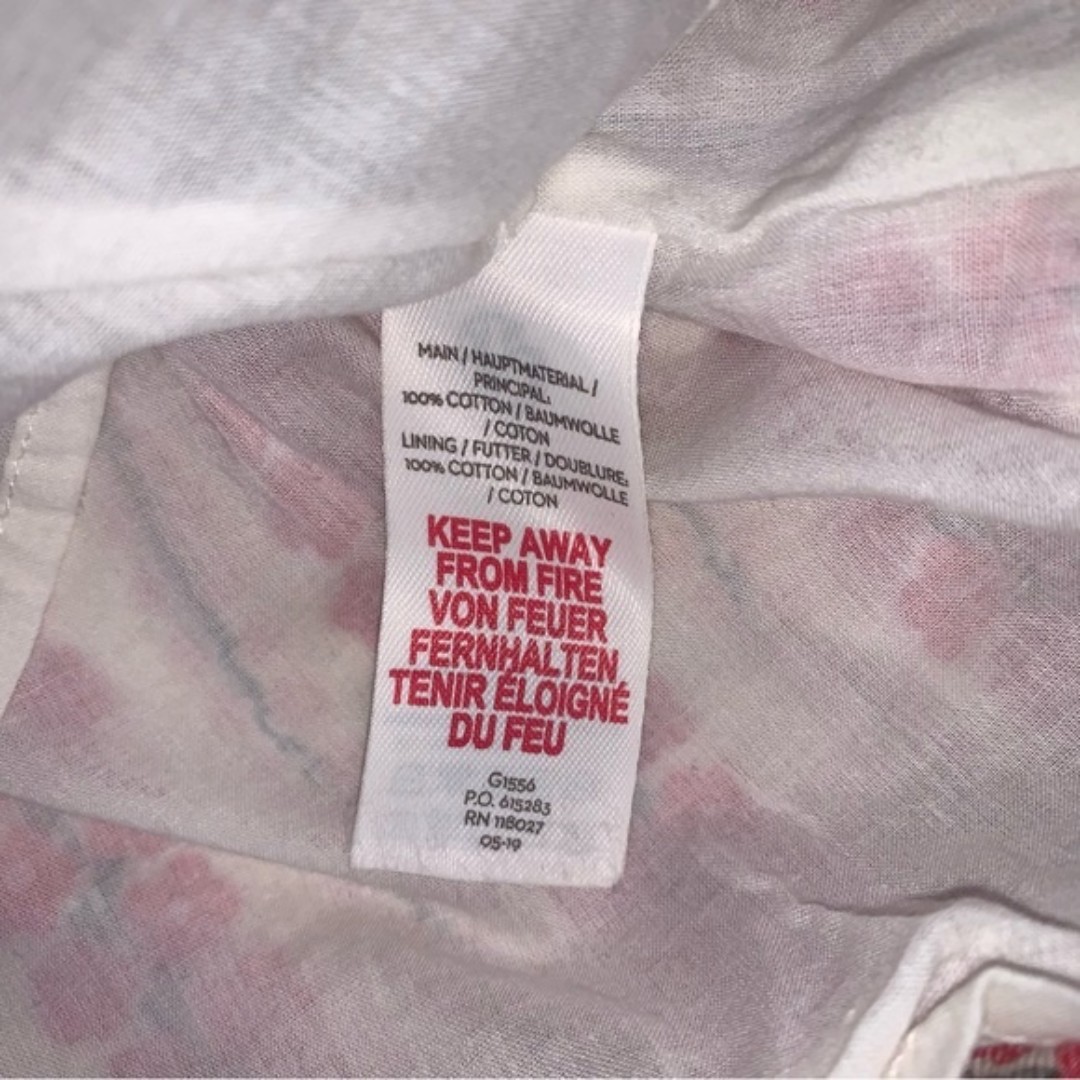 MAIN / HAUPTMATERIAL /
PRINCIPAL:
100% COTTON / BAUMWOLLE
/ COTON
LINING / FUTTER / DOUBLURE:
100% COTTON / BAUMWOLLE
/ COTON
KEEP AWAY
FROM FIRE
VON FEUER
FERNHALTEN
TENIR ÉLOIGNÉ
DU FEU
G1556
P.O. 615283
RN 118027
05-19